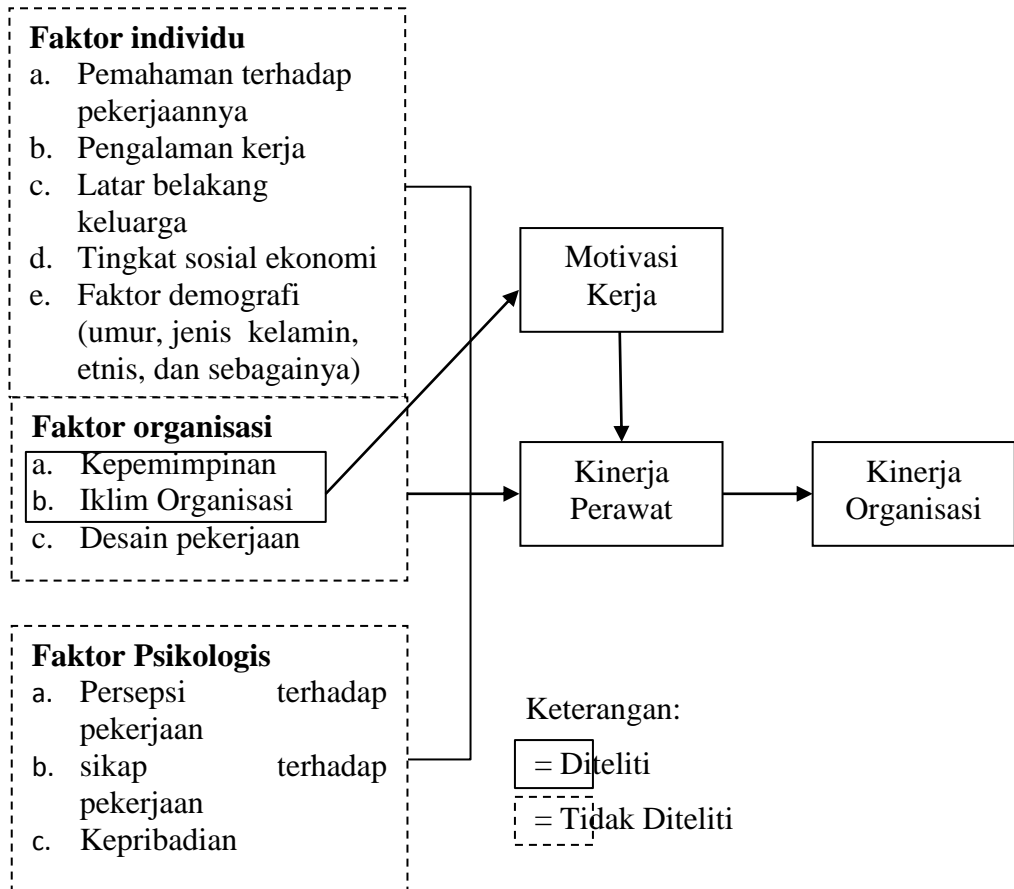 Faktor individu
a. Pemahaman terhadap
pekerjaannya
b. Pengalaman kerja
c. Latar belakang
keluarga
d. Tingkat sosial ekonomi
e. Faktor demografi
(umur, jenis kelamin,
etnis, dan sebagainya)
Faktor organisasi
a. Kepemimpinan
b. Iklim Organisasi
c. Desain pekerjaan
Faktor Psikologis
a. Persepsi terhadap
pekerjaan
b. sikap terhadap
pekerjaan
c. Kepribadian
Motivasi
Kerja
Kinerja
Perawat
Kinerja
Organisasi
Keterangan:
= Diteliti
= Tidak Diteliti